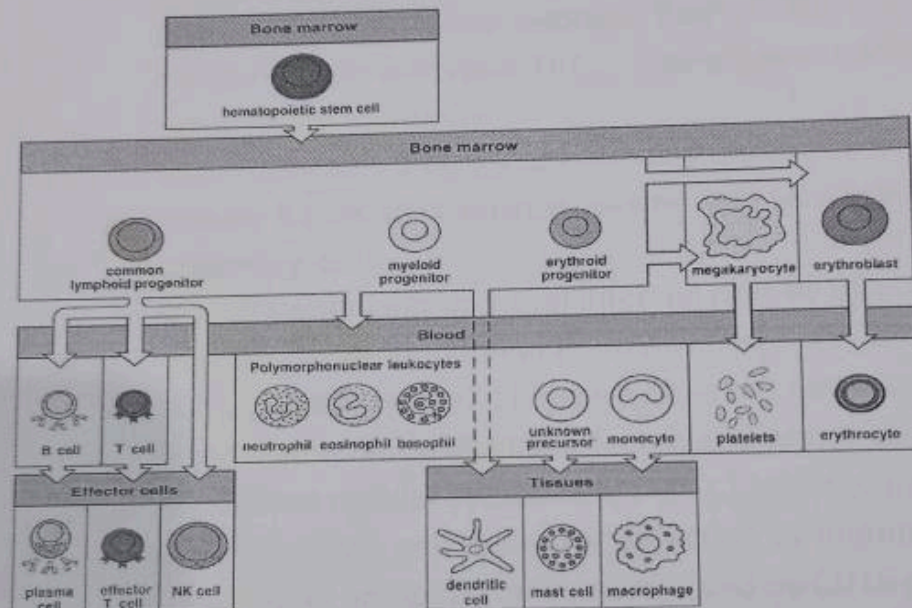 Bone marrow
hematopoietic stem cell
Bone marrow
common
lymphoid progenitor
myeloid
progenitor
erythroid
progenitor
megakaryocyte
erythroblast
Blood
Polymorphonuclear leukocytes
B cell
T cell
neutrophil
eosinophil
basophil
unknown
precursor
monocyte
platelets
erythrocyte
Effector cells
Tissues
plasma
cell
effector
T cell
NK cell
dendritic
cell
mast cell
macrophage